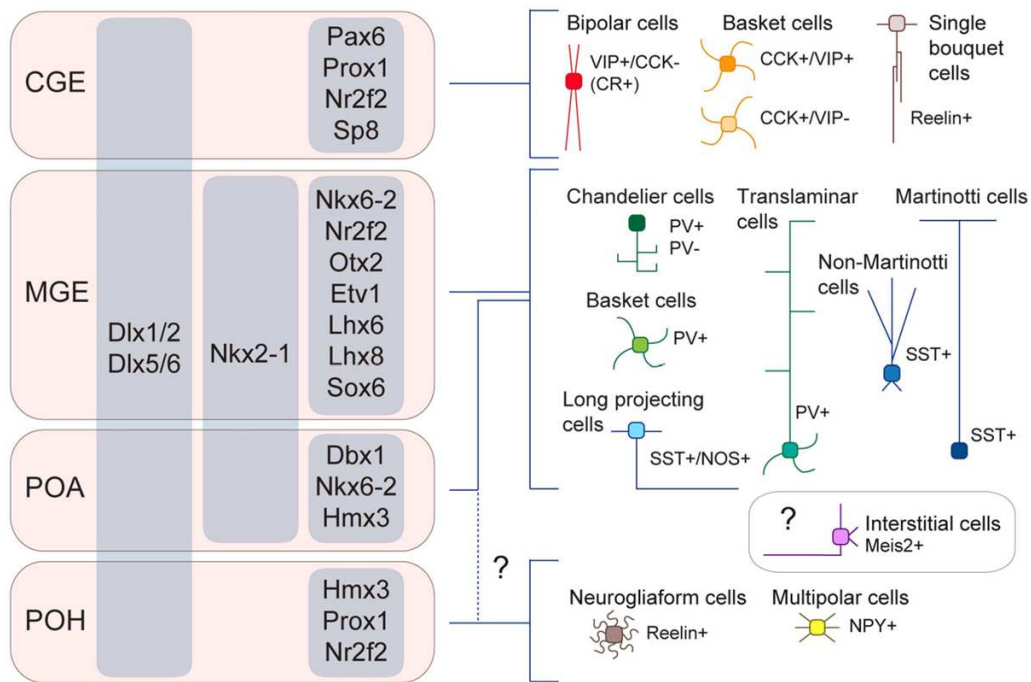 CGE
Pax6
Prox1
Nr2f2
Sp8
MGE
Dlx1/2
Dlx5/6
Nkx2-1
Nkx6-2
Nr2f2
Otx2
Etv1
Lhx6
Lhx8
Sox6
POA
Dbx1
Nkx6-2
Hmx3
POH
Hmx3
Prox1
Nr2f2
?
Bipolar cells
VIP+/CCK-
(CR+)
Basket cells
CCK+/VIP+
CCK+/VIP-
Single
bouquet
cells
Reelin+
Chandelier cells
PV+
PV-
Basket cells
PV+
Long projecting
cells
SST+/NOS+
Translaminar
cells
PV+
Martinotti cells
Non-Martinotti
cells
SST+
SST+
?
Interstitial cells
Meis2+
Neurogliaform cells
Reelin+
Multipolar cells
NPY+